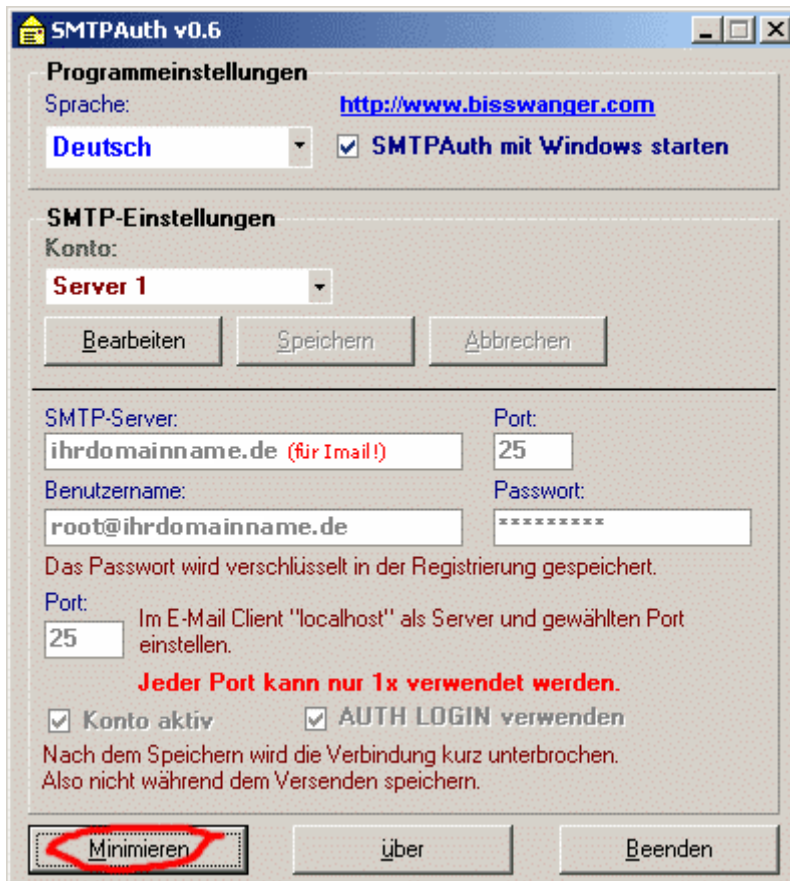 SMTPAuth v0.6
Programmeinstellungen
Sprache:
http://www.bisswanger.com
Deutsch
SMTPAuth mit Windows starten
SMTP-Einstellungen
Konto:
Server 1
Bearbeiten Speichern Abbrechen
SMTP-Server: Port:
ihrdomainname.de (für Imail!) 25
Benutzername: Passwort:
root@ihrdomainname.de *********
Das Passwort wird verschlüsselt in der Registrierung gespeichert.
Port:
25
Im E-Mail Client "localhost" als Server und gewählten Port
einstellen.
Jeder Port kann nur 1x verwendet werden.
Konto aktiv AUTH LOGIN verwenden
Nach dem Speichern wird die Verbindung kurz unterbrochen.
Also nicht während dem Versenden speichern.
Minimieren über Beenden